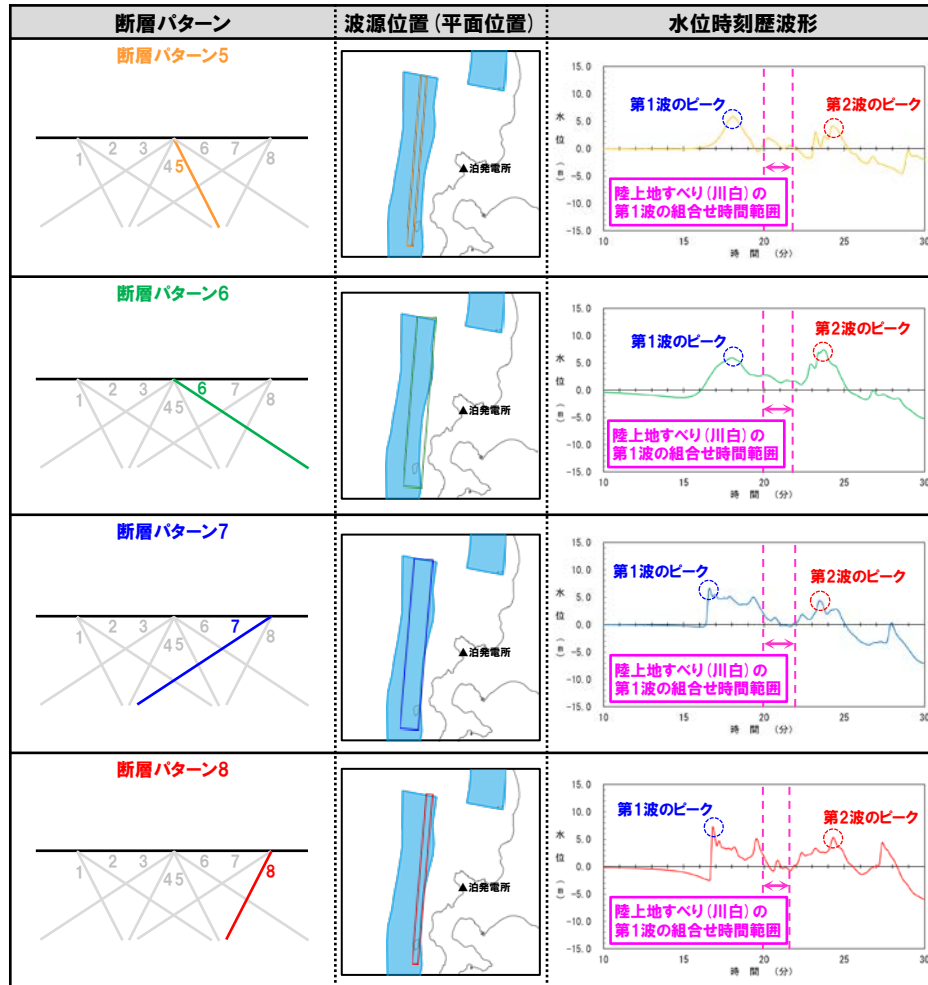 断層パターン
波源位置(平面位置)
水位時刻歴波形
断層パターン5
1 2 3 4 5 6 7 8
5
▲泊発電所
15.0
10.0
5.0
0.0
-5.0
-10.0
-15.0
水位(m)
第1波のピーク
第2波のピーク
陸上地すべり(川白)の
第1波の組合せ時間範囲
10 15 20 25 30
時 間 (分)
断層パターン6
1 2 3 4 5 6 7 8
▲泊発電所
15.0
10.0
5.0
0.0
-5.0
-10.0
-15.0
水位(m)
第1波のピーク
第2波のピーク
陸上地すべり(川白)の
第1波の組合せ時間範囲
10 15 20 25 30
時 間 (分)
断層パターン7
1 2 3 4 5 6 7 8
▲泊発電所
15.0
10.0
5.0
0.0
-5.0
-10.0
-15.0
水位(m)
第1波のピーク
第2波のピーク
陸上地すべり(川白)の
第1波の組合せ時間範囲
10 15 20 25 30
時 間 (分)
断層パターン8
1 2 3 4 5 6 7 8
▲泊発電所
15.0
10.0
5.0
0.0
-5.0
-10.0
-15.0
水位(m)
第1波のピーク
第2波のピーク
陸上地すべり(川白)の
第1波の組合せ時間範囲
10 15 20 25 30
時 間 (分)